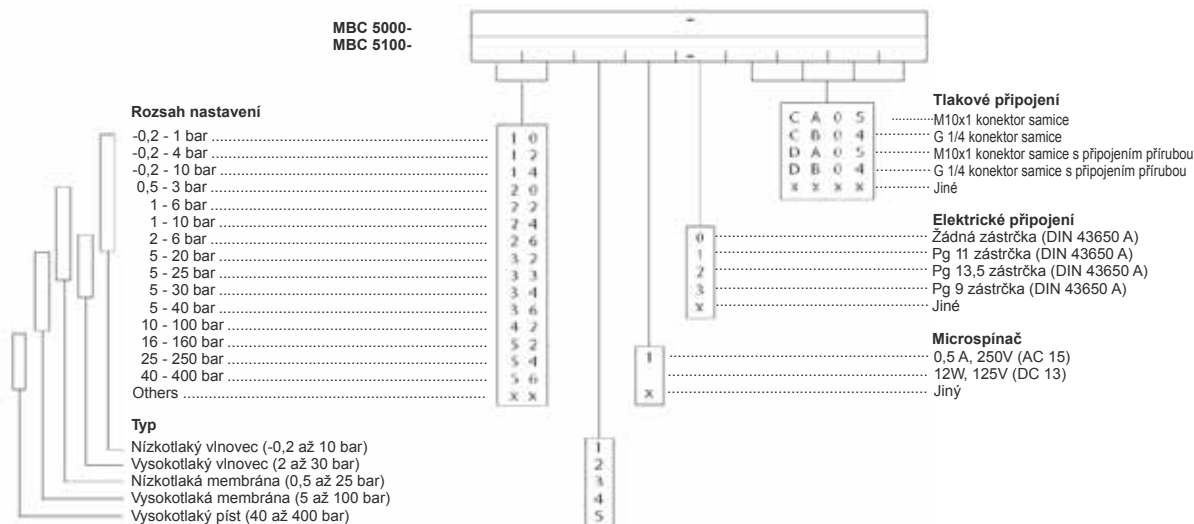 MBC 5000- -
MBC 5100- -
Rozsah nastavení
-0,2 - 1 bar 1 0
-0,2 - 4 bar 1 2
-0,2 - 10 bar 1 4
0,5 - 3 bar 2 0
1 - 6 bar 2 2
1 - 10 bar 2 4
2 - 6 bar 2 6
5 - 20 bar 3 2
5 - 25 bar 3 3
5 - 30 bar 3 4
5 - 40 bar 3 6
10 - 100 bar 4 2
16 - 160 bar 5 2
25 - 250 bar 5 4
40 - 400 bar 5 6
Others x x
Typ
Nízkotlaký vlnovec (-0,2 až 10 bar) 1
Vysokotlaký vlnovec (2 až 30 bar) 2
Nízkotlaká membrána (0,5 až 25 bar) 3
Vysokotlaká membrána (5 až 100 bar) 4
Vysokotlaký píst (40 až 400 bar) 5
Tlakové připojení
C A 0 5 M10x1 konektor samice
C B 0 4 G 1/4 konektor samice
D A 0 5 M10x1 konektor samice s připojením přírubou
D B 0 4 G 1/4 konektor samice s připojením přírubou
x x x x Jiné
Elektrické připojení
0 Žádná zástrčka (DIN 43650 A)
1 Pg 11 zástrčka (DIN 43650 A)
2 Pg 13,5 zástrčka (DIN 43650 A)
3 Pg 9 zástrčka (DIN 43650 A)
x Jiné
Microspínač
1 0,5 A, 250V (AC 15)
12W, 125V (DC 13)
x Jiný